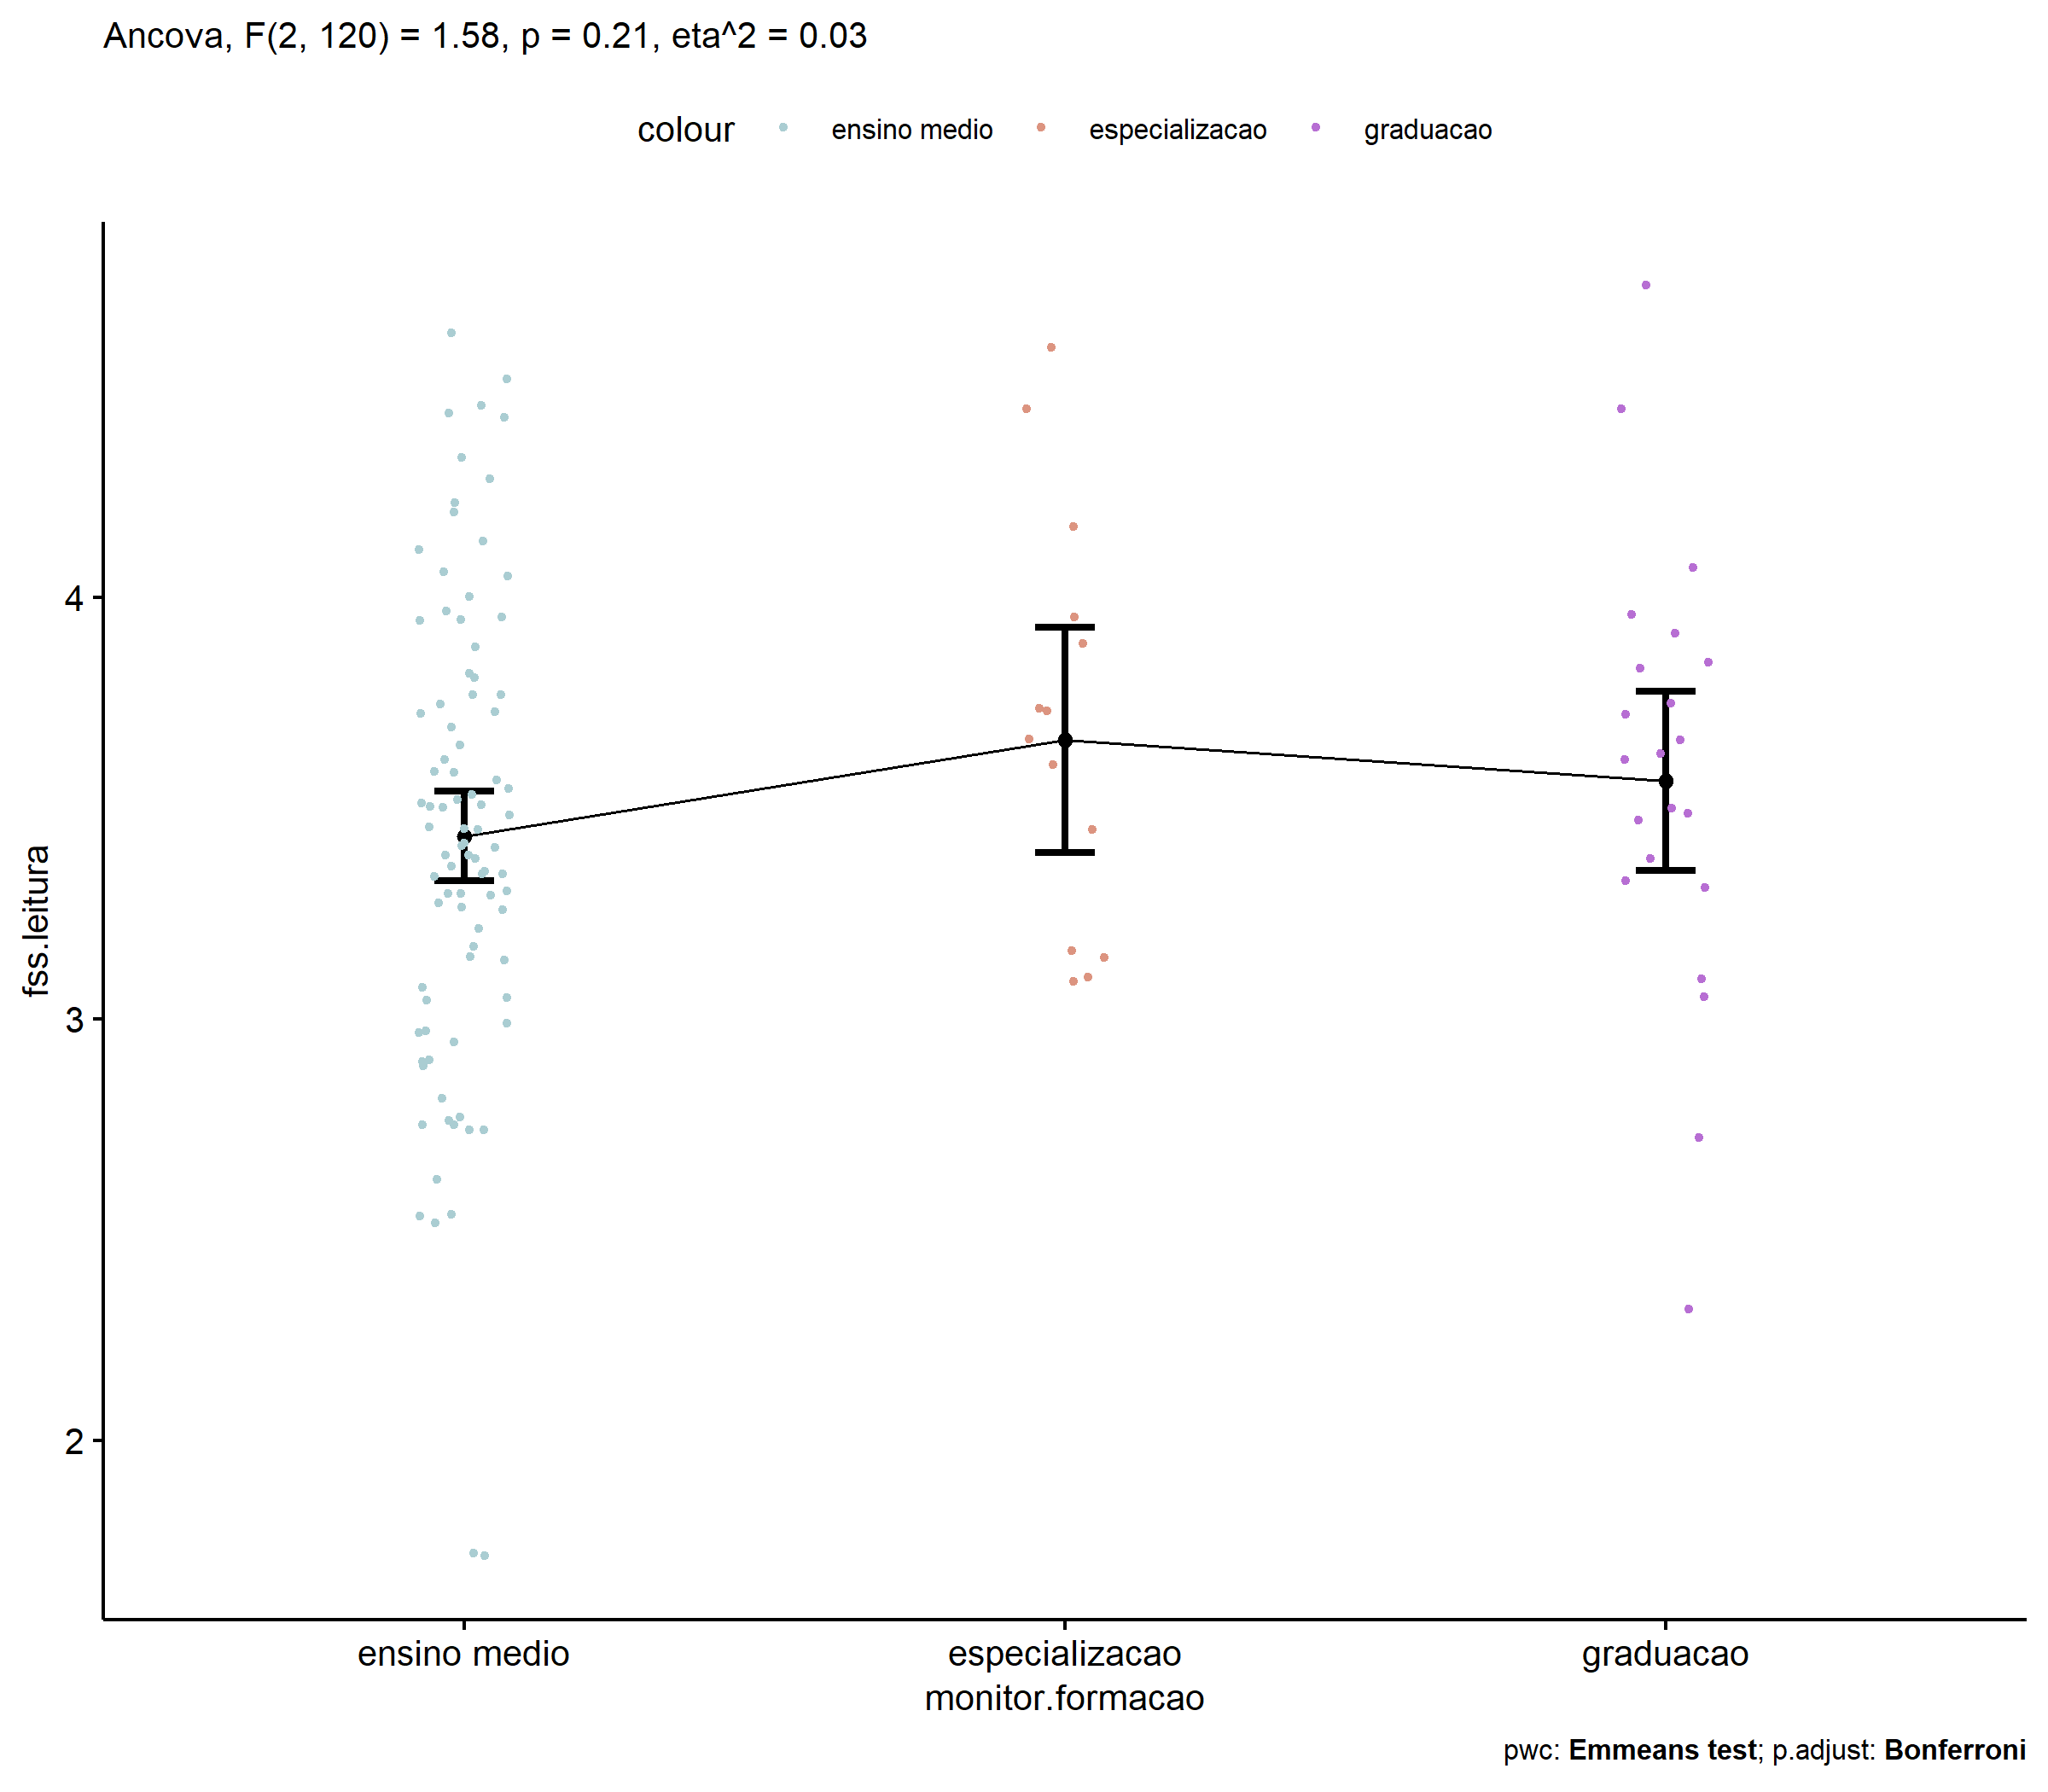 Ancova, F(2, 120) = 1.58, p = 0.21, eta^2 = 0.03
colour ensino medio especializacao graduacao
fss.leitura
4
3
2
ensino medio especializacao graduacao
monitor.formacao
pwc: Emmeans test; p.adjust: Bonferroni